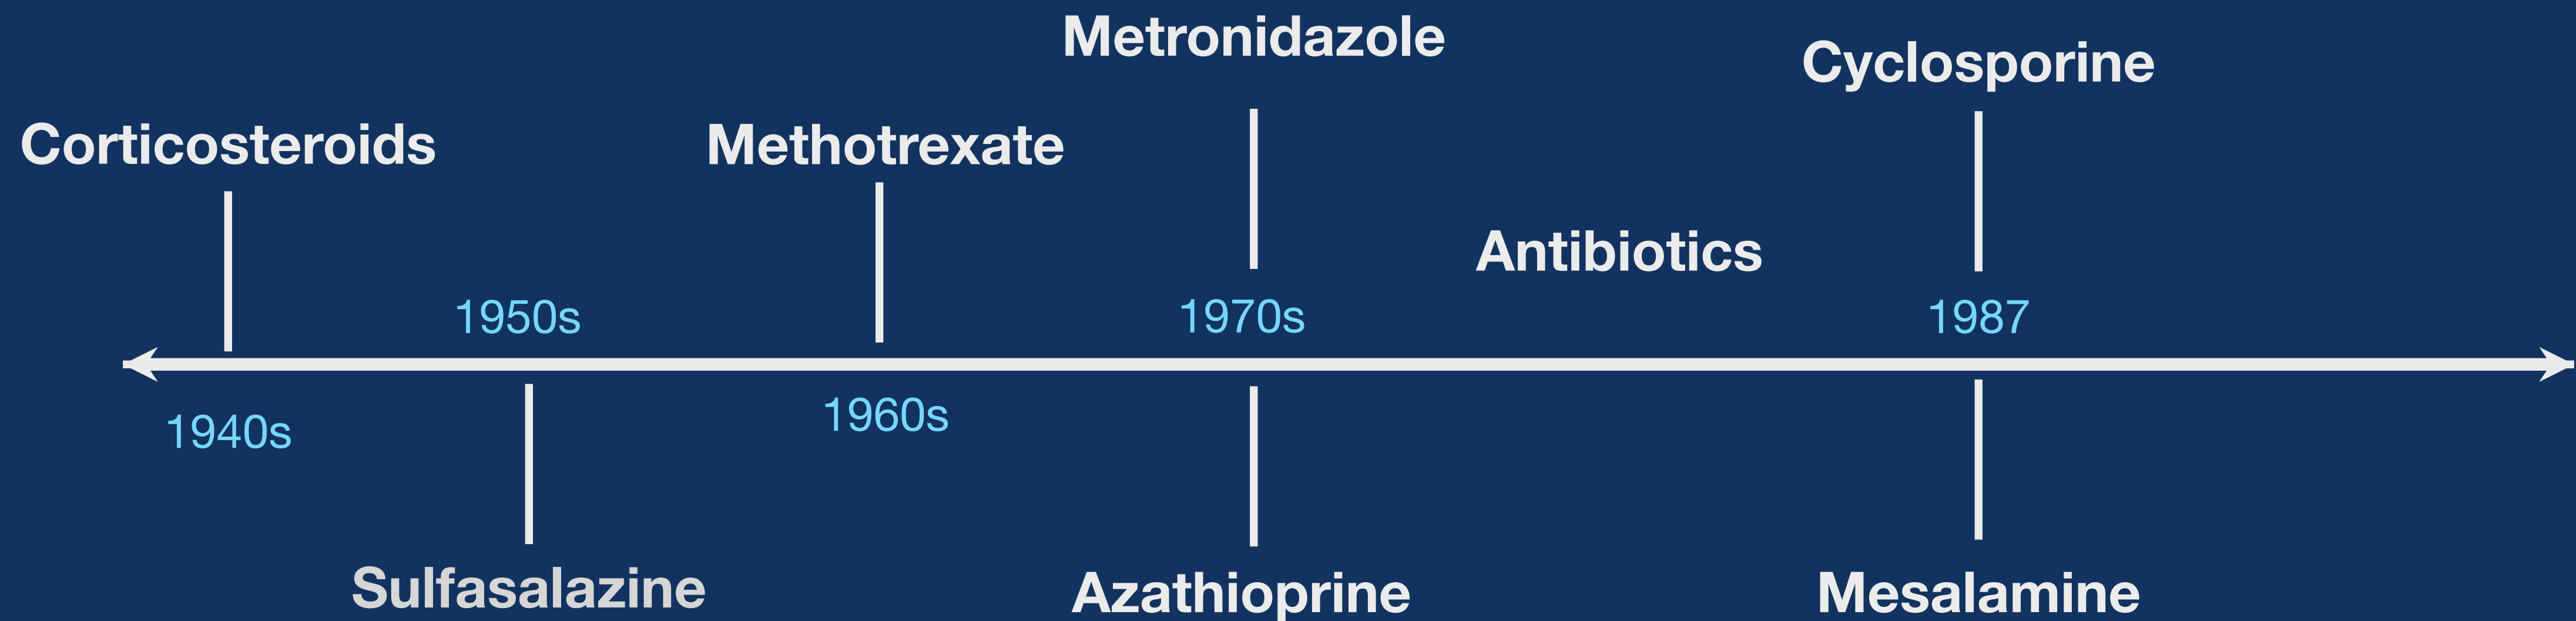 Metronidazole
Cyclosporine
Corticosteroids
Methotrexate
Antibiotics
1950s
1970s
1987
1940s
1960s
Sulfasalazine
Azathioprine
Mesalamine